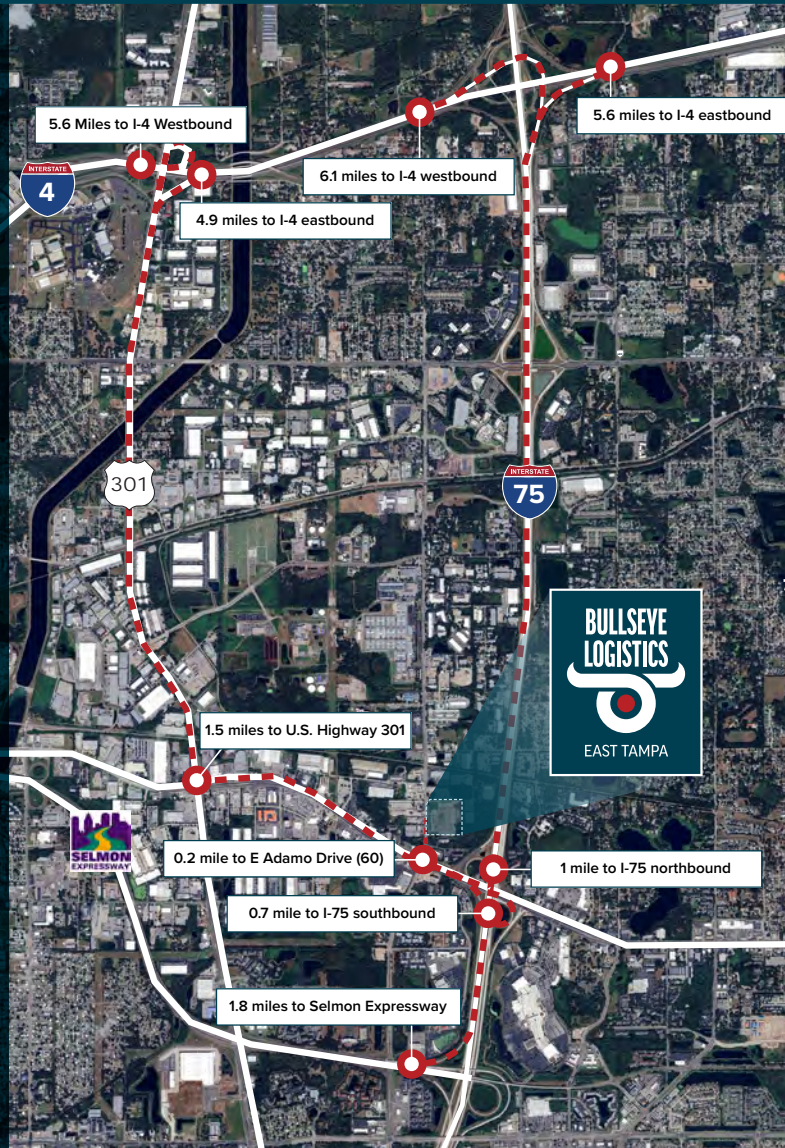 5.6 Miles to I-4 Westbound
5.6 miles to I-4 eastbound
6.1 miles to I-4 westbound
INTERSTATE
4
4.9 miles to I-4 eastbound
301
INTERSTATE
75
BULLSEYE
LOGISTICS
EAST TAMPA
1.5 miles to U.S. Highway 301
SELMON
EXPRESSWAY
0.2 mile to E Adamo Drive (60)
1 mile to I-75 northbound
0.7 mile to I-75 southbound
1.8 miles to Selmon Expressway